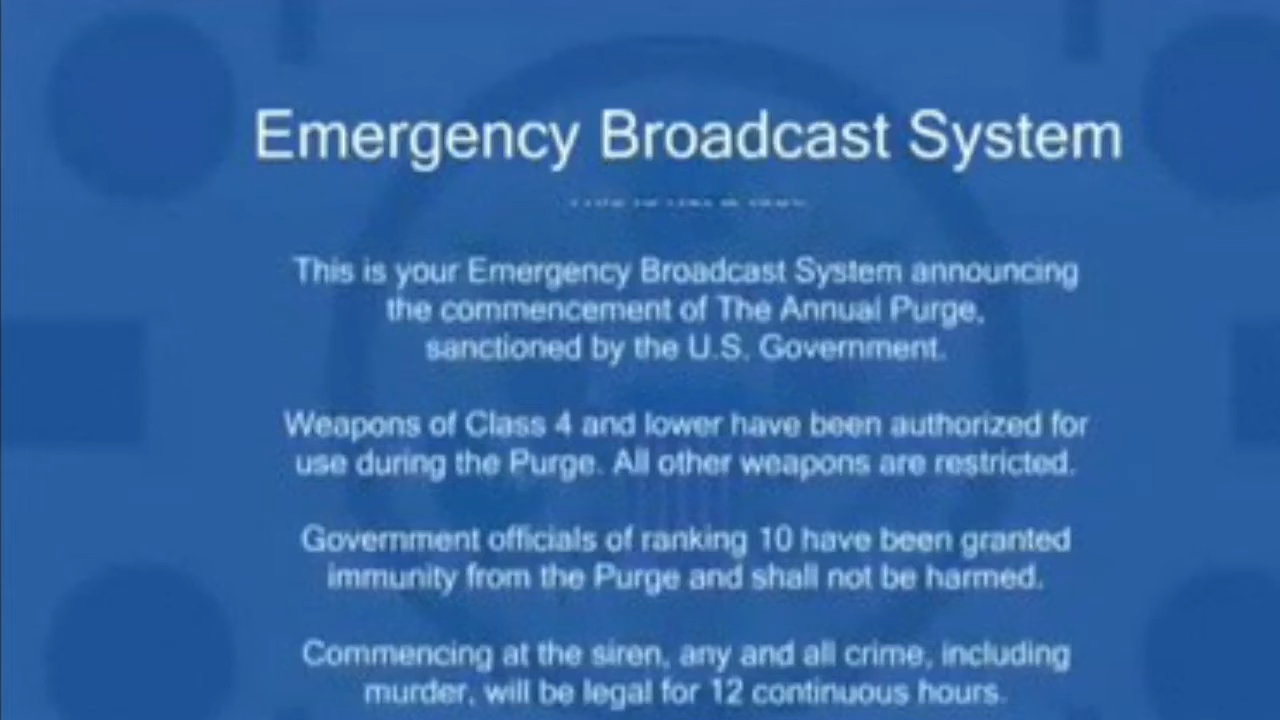 Emergency Broadcast System
This is your Emergency Broadcast System announcing
the commencement of The Annual Purge,
sanctioned by the U.S. Government.
Weapons of Class 4 and lower have been authorized for
use during the Purge. All other weapons are restricted.
Government officials of ranking 10 have been granted
immunity from the Purge and shall not be harmed.
Commencing at the siren, any and all crime, including
murder, will be legal for 12 continuous hours.